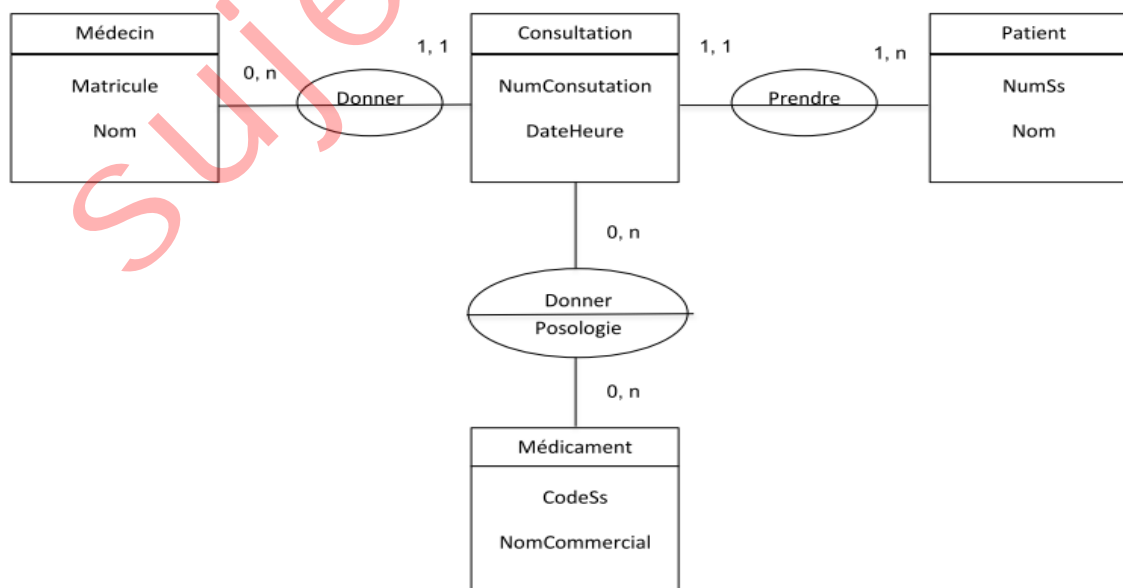 Médecin
Matricule
Nom
0, n
Donner
1, 1
Consultation
NumConsutation
DateHeure
1, 1
Prendre
1, n
Patient
NumSs
Nom
0, n
Donner
Posologie
0, n
Médicament
CodeSs
NomCommercial
suje